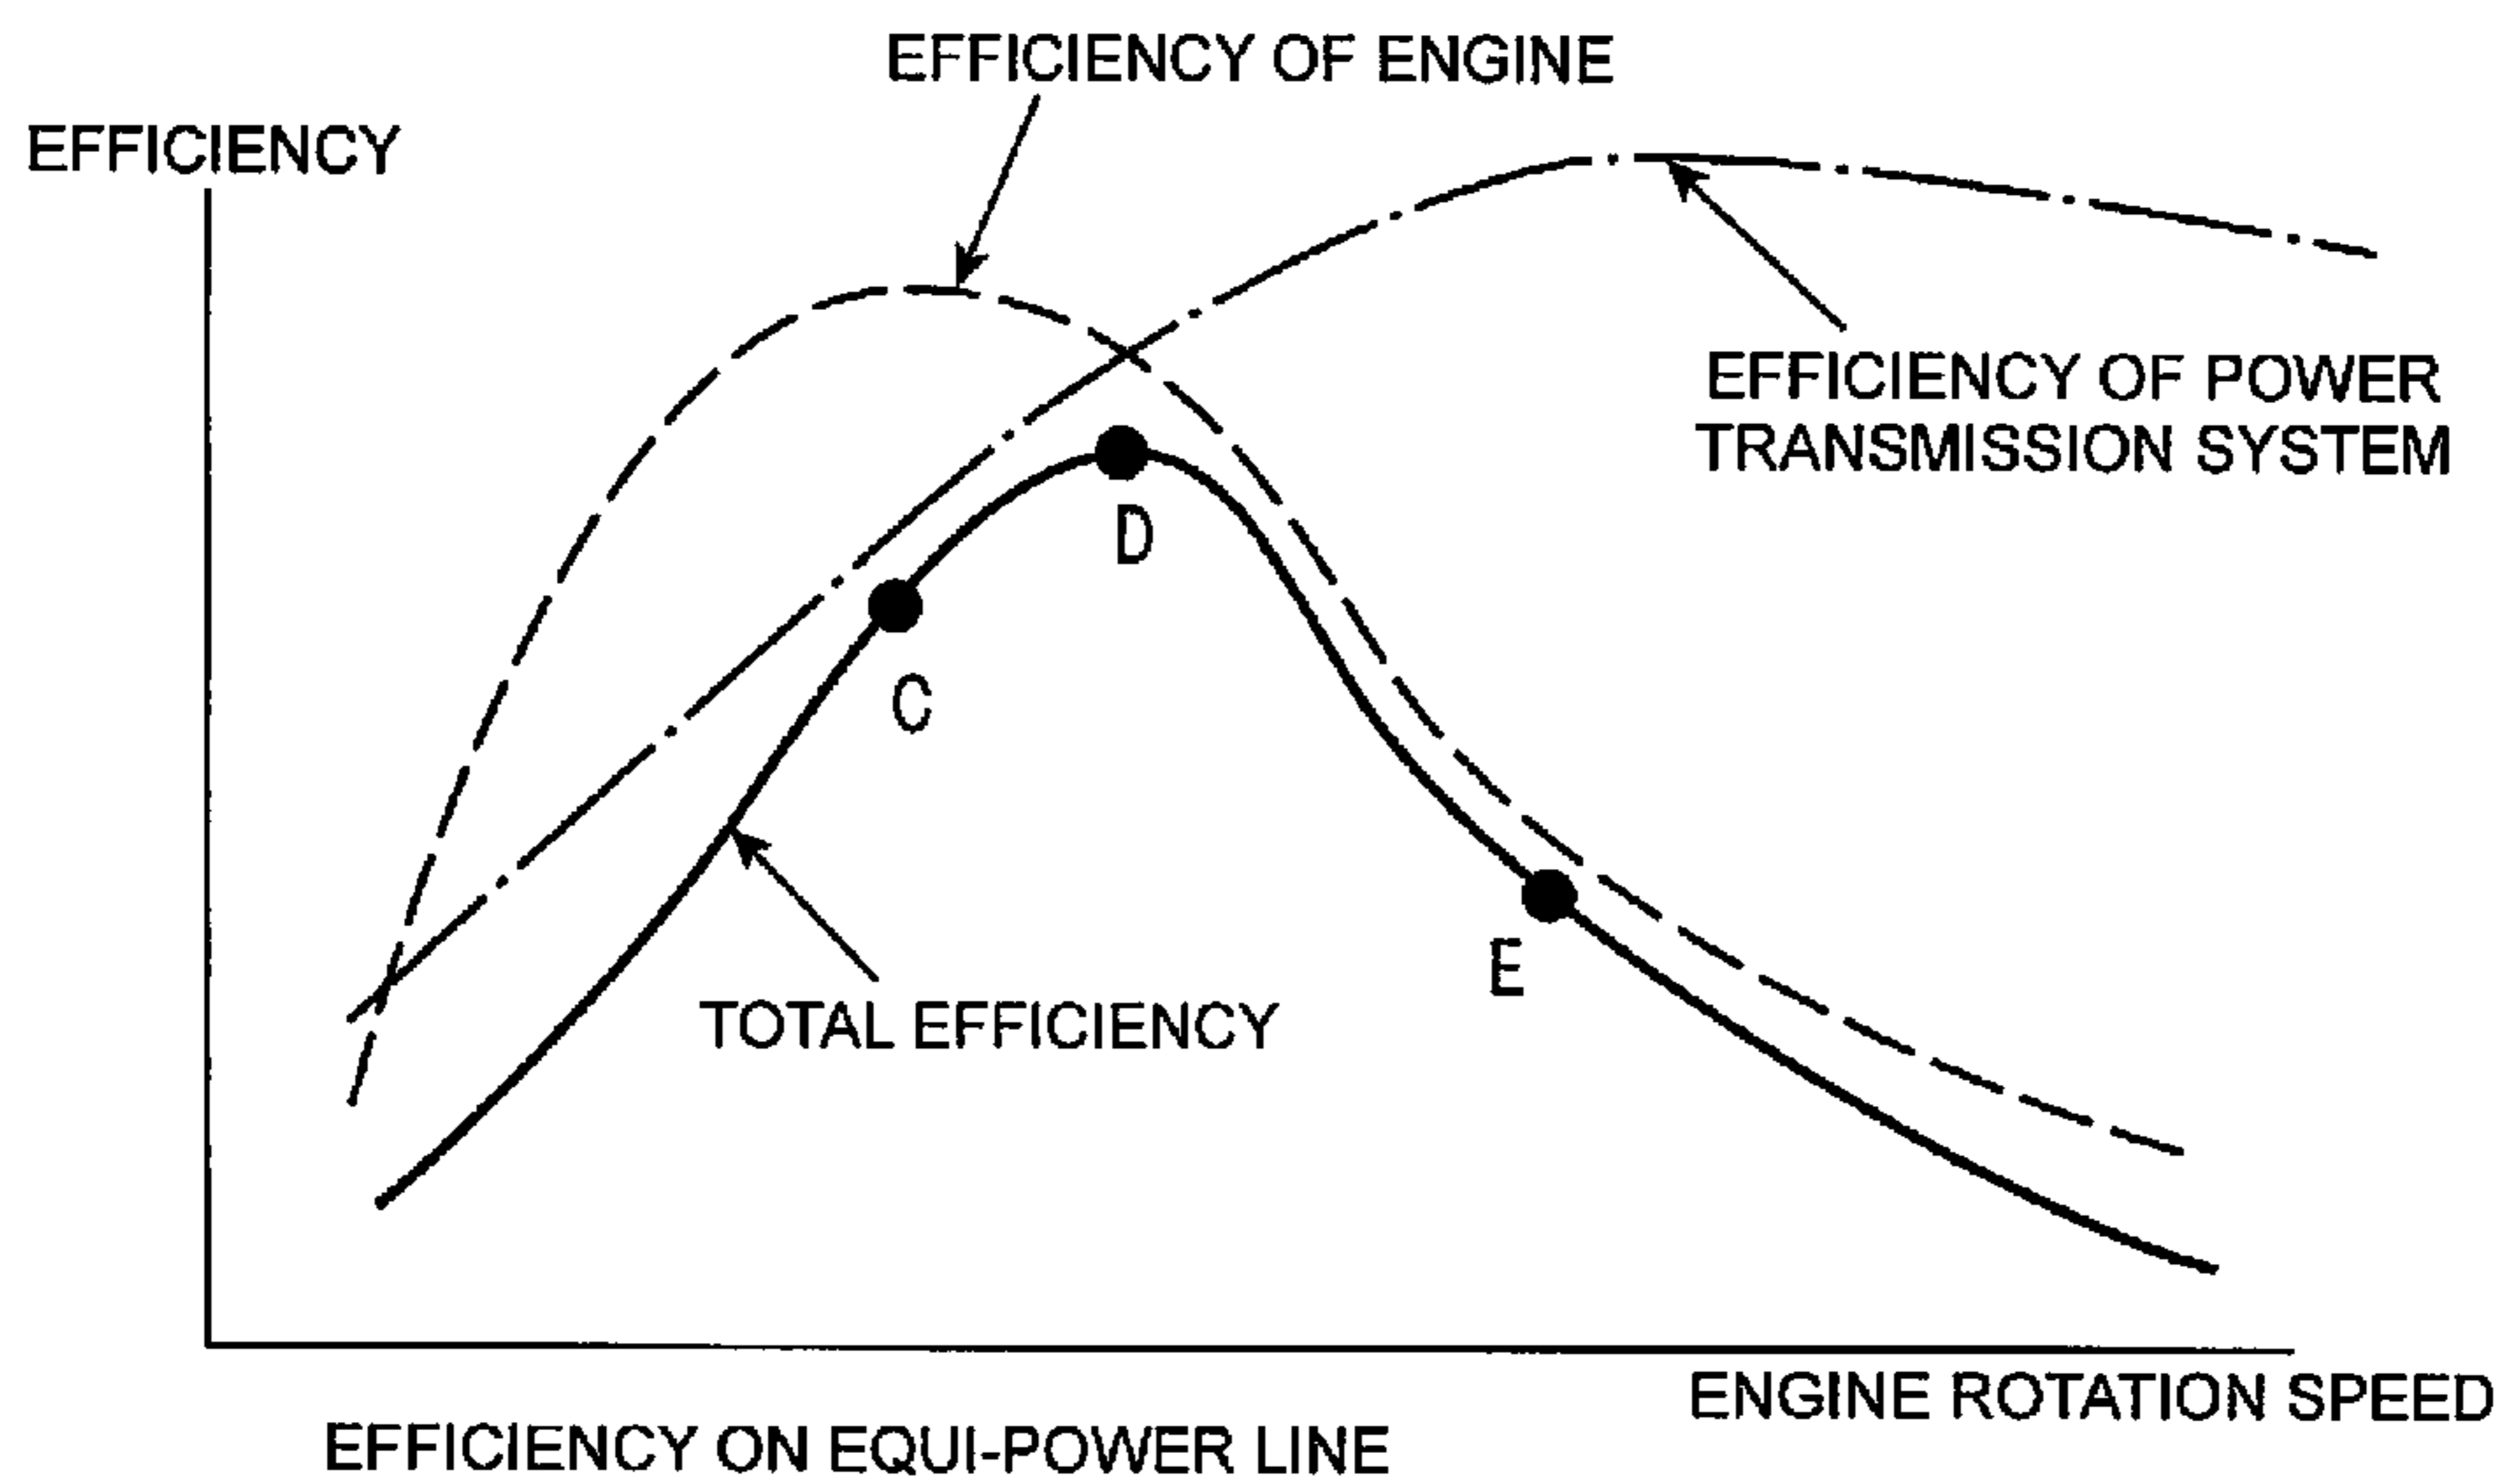 EFFICIENCY OF ENGINE
EFFICIENCY
EFFICIENCY OF POWER
TRANSMISSION SYSTEM
D
C
E
TOTAL EFFICIENCY
ENGINE ROTATION SPEED
EFFICIENCY ON EQUI-POWER LINE